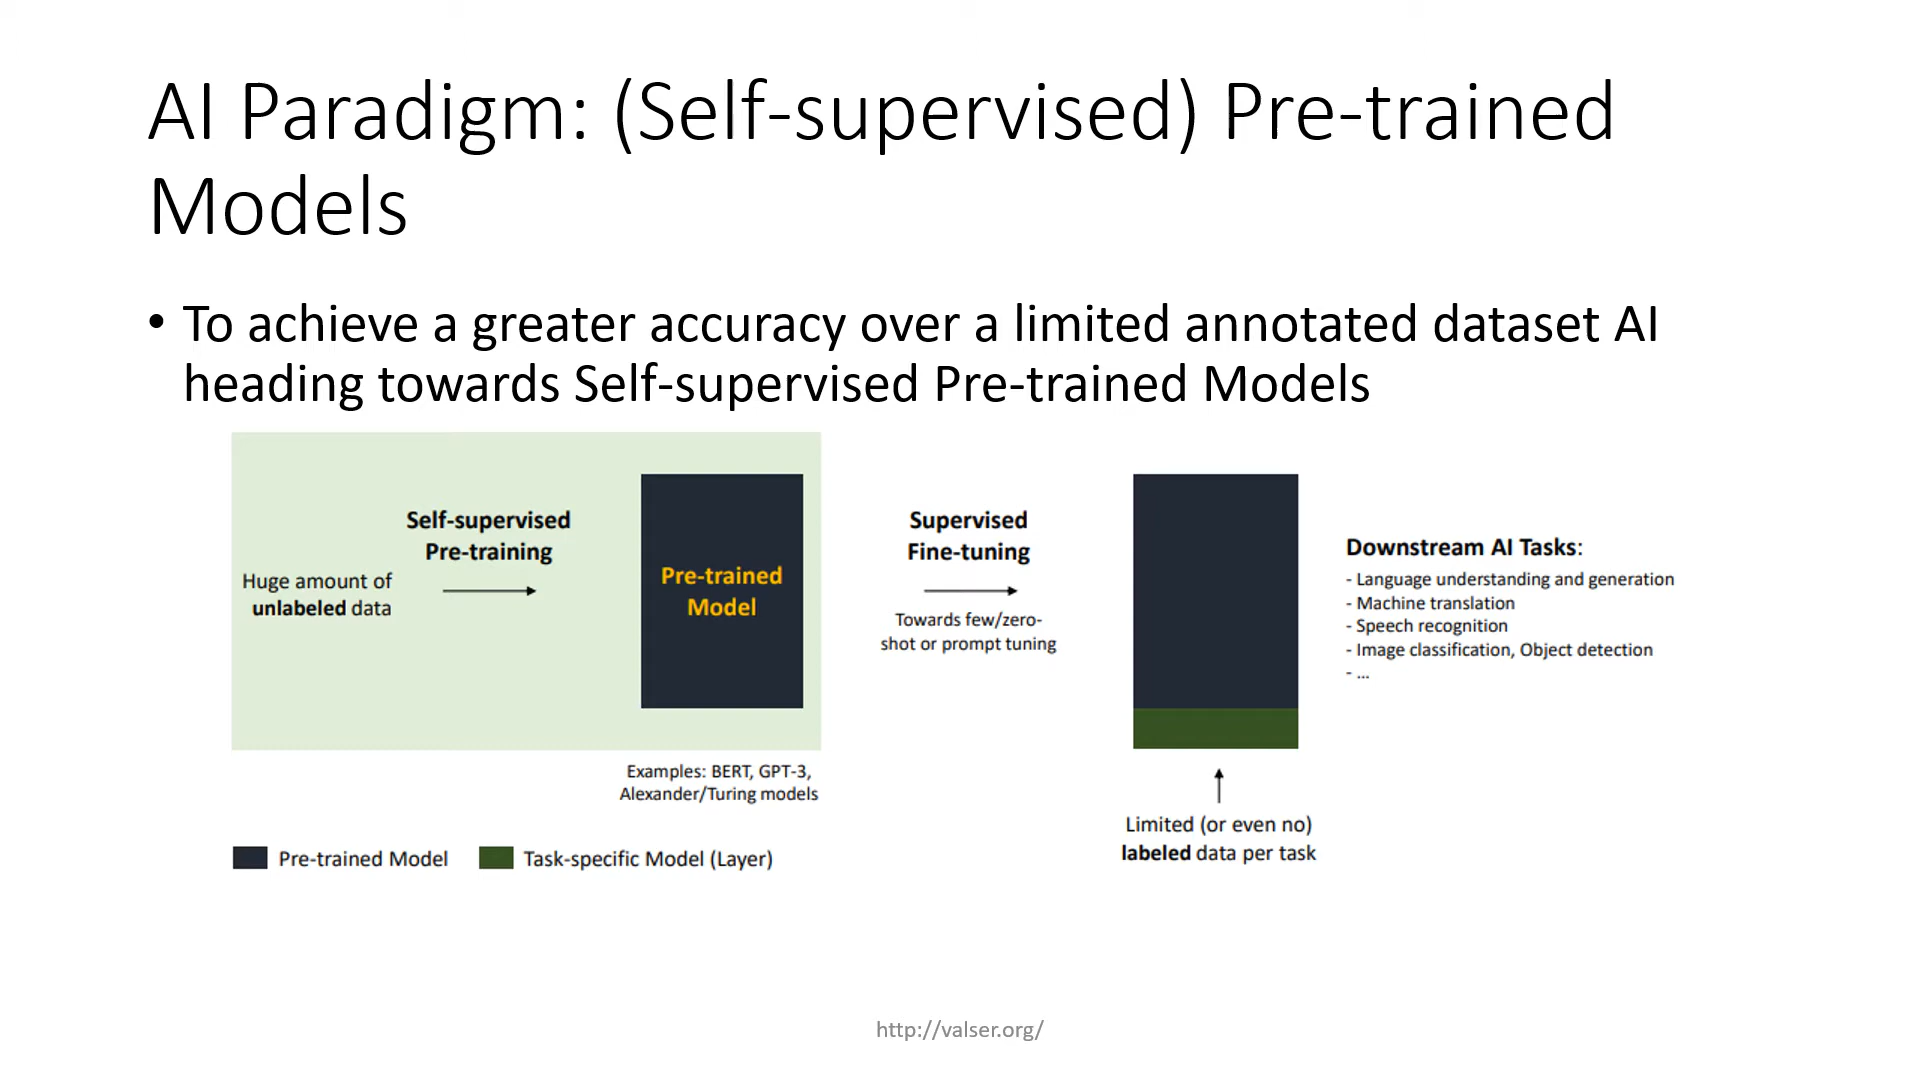 AI Paradigm: (Self-supervised) Pre-trained
Models
• To achieve a greater accuracy over a limited annotated dataset AI
heading towards Self-supervised Pre-trained Models
Huge amount of
unlabeled data
Self-supervised
Pre-training
Pre-trained
Model
Examples: BERT, GPT-3,
Alexander/Turing models
Supervised
Fine-tuning
Towards few/zero-
shot or prompt tuning
Limited (or even no)
labeled data per task
Downstream AI Tasks:
- Language understanding and generation
- Machine translation
- Speech recognition
- Image classification, Object detection
- ...
Pre-trained Model
Task-specific Model (Layer)
http://valser.org/